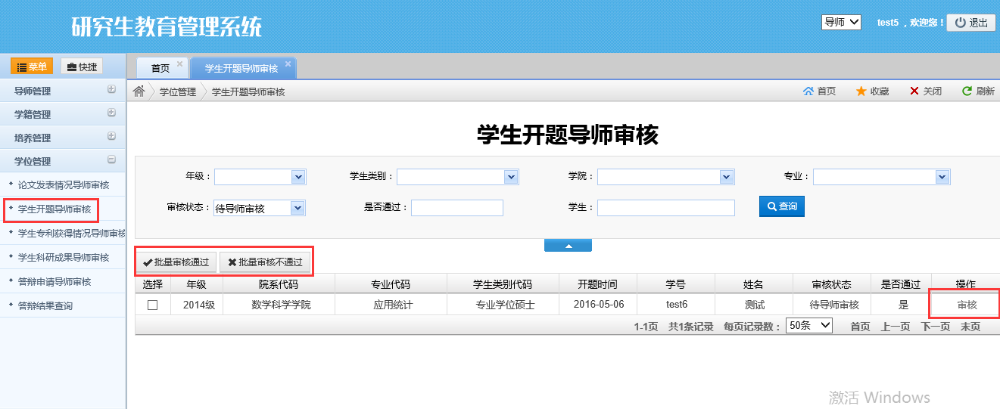 研究生教育管理系统
导师
test5 ，欢迎您！
退出
菜单
快捷
导师管理
学籍管理
培养管理
学位管理
论文发表情况导师审核
学生开题导师审核
学生专利获得情况导师审核
学生科研成果导师审核
答辩申请导师审核
答辩结果查询
首页
学生开题导师审核
学位管理
学生开题导师审核
首页
收藏
关闭
刷新
学生开题导师审核
年级：
学生类别：
学院：
专业：
审核状态：
待导师审核
是否通过：
学生：
查询
批量审核通过
批量审核不通过
选择 年级 院系代码 专业代码 学生类别代码 开题时间 学号 姓名 审核状态 是否通过 操作
2014级 数学科学学院 应用统计 专业学位硕士 2016-05-06 test6 测试 待导师审核 是 审核
1-1页 共1条记录 每页记录数： 50条 首页 上一页 下一页 末页
激活 Windows